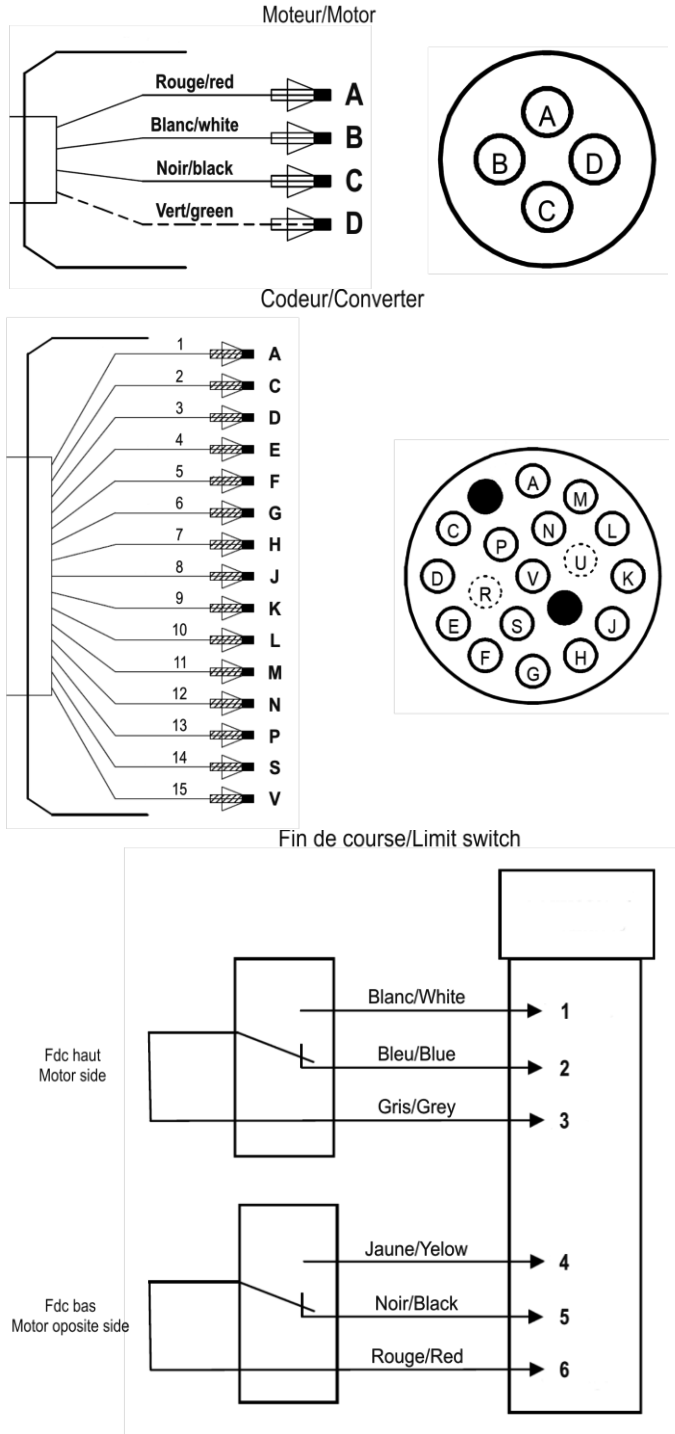 Moteur/Motor
Rouge/red A
Blanc/white B
Noir/black C
Vert/green D
A
B D
C
Codeur/Converter
1 A
2 C
3 D
4 E
5 F
6 G
7 H
8 J
9 K
10 L
11 M
12 N
13 P
14 S
15 V
A
M
C N L
P U
D V K
R
E S J
F H
G
Fin de course/Limit switch
Blanc/White 1
Fdc haut
Motor side
Bleu/Blue 2
Gris/Grey 3
Jaune/Yelow 4
Fdc bas
Motor oposite side
Noir/Black 5
Rouge/Red 6